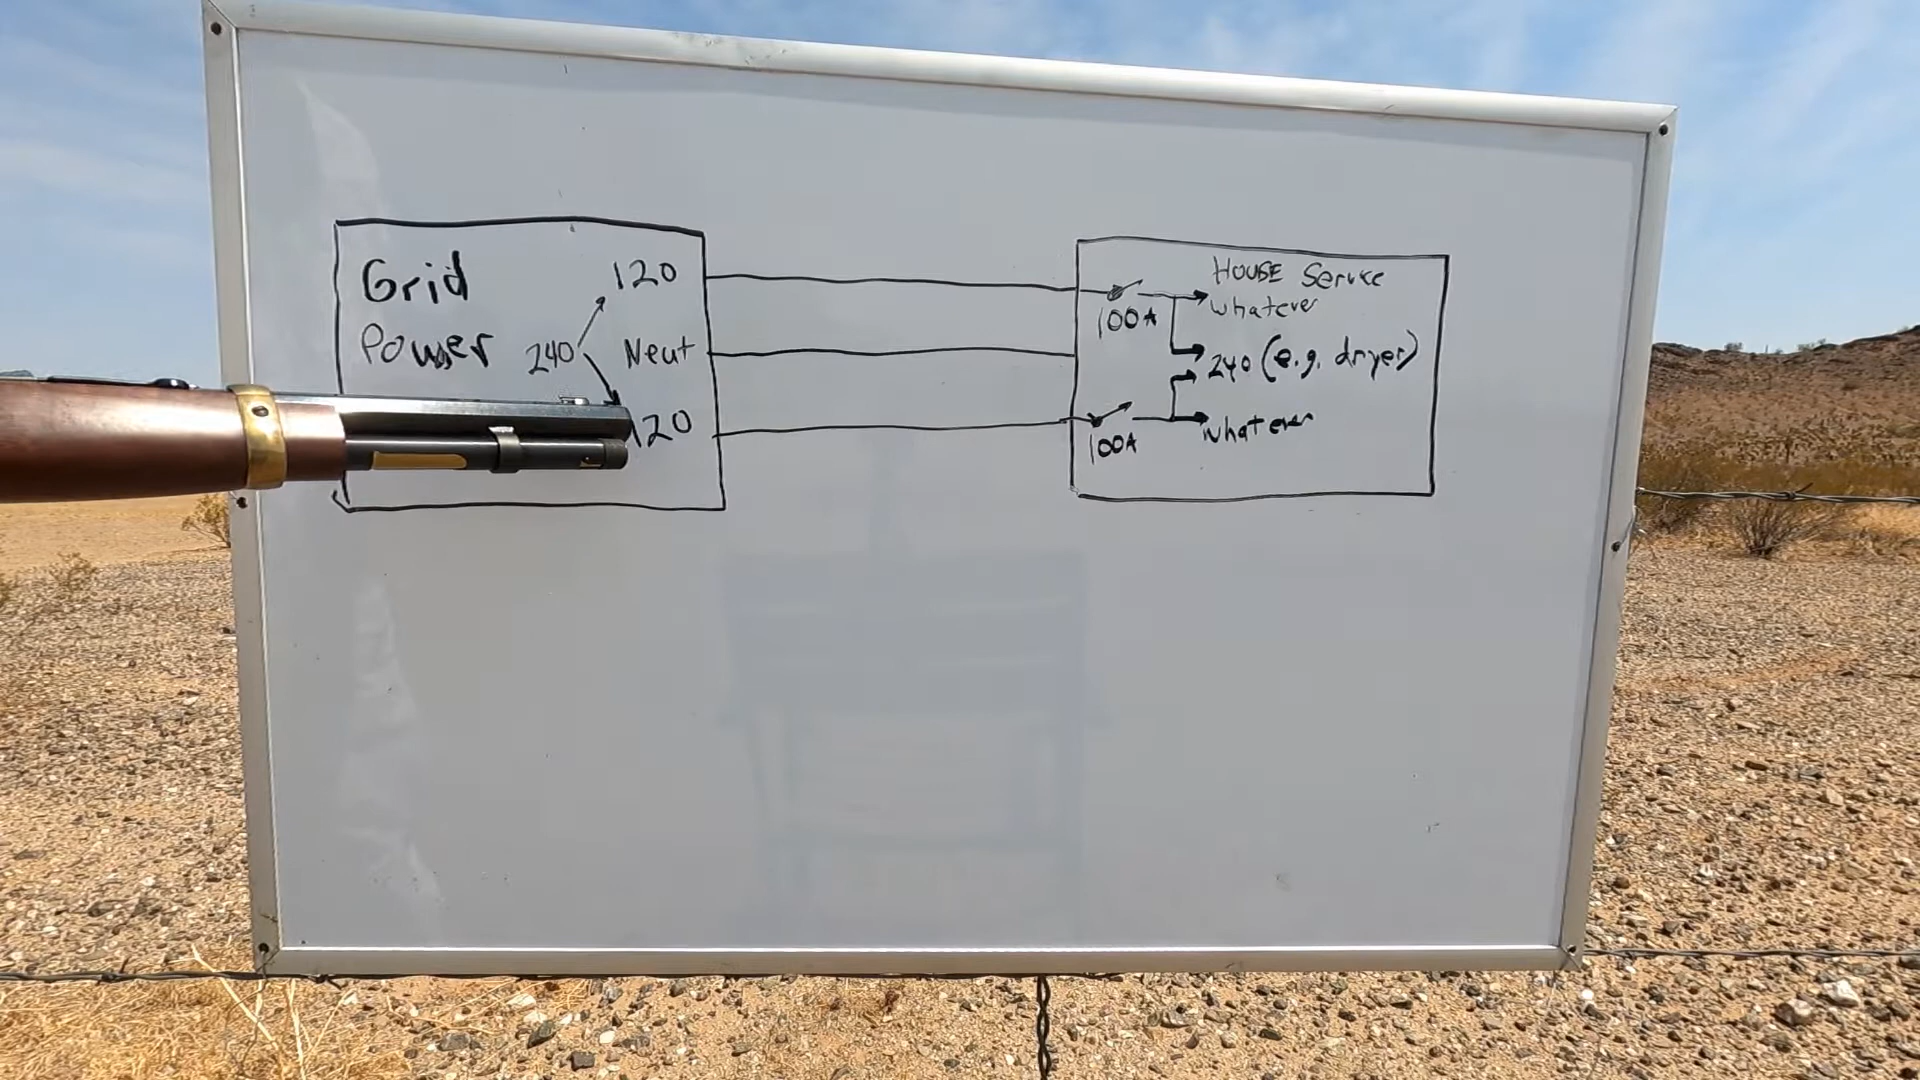 Grid
Power
120
240
Neut
120
HOUSE Service
whatever
100A
240 (e.g. dryer)
whatever
100A